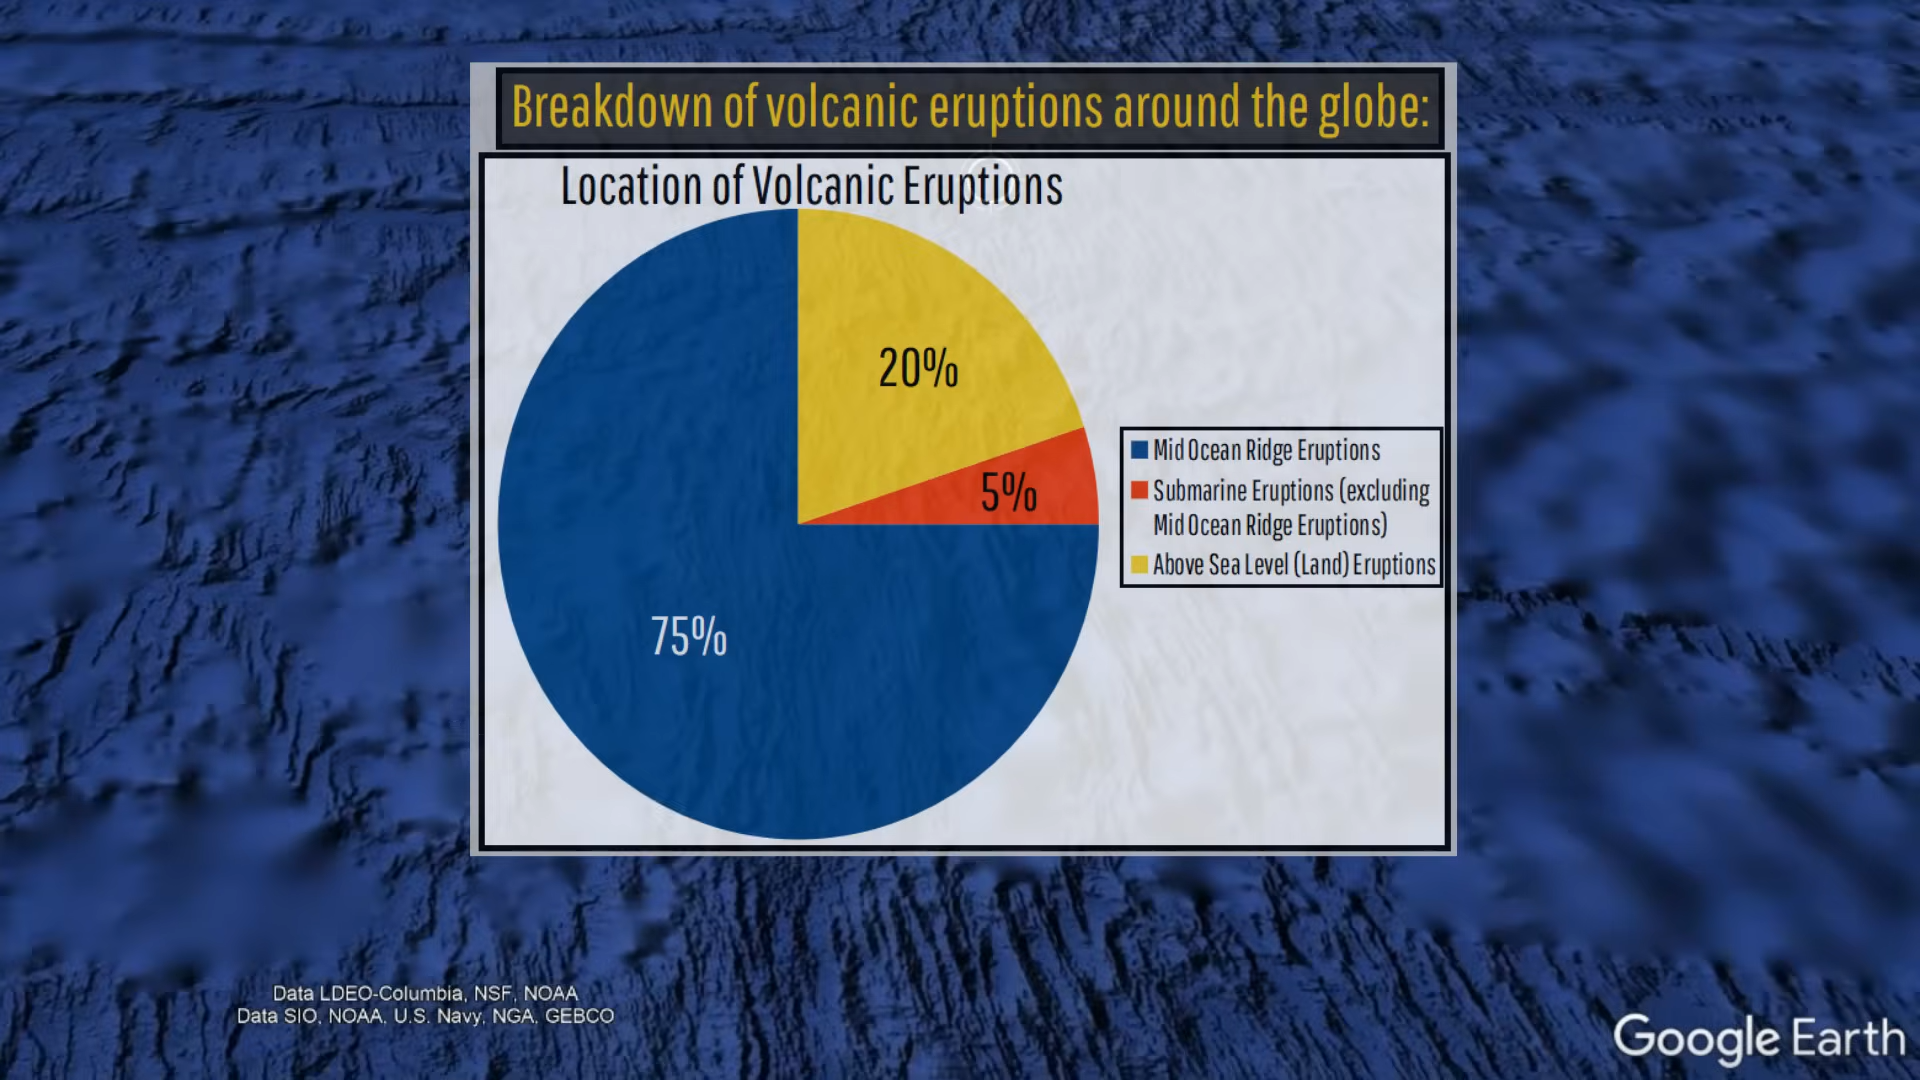 Breakdown of volcanic eruptions around the globe:
Location of Volcanic Eruptions
20%
5%
75%
Mid Ocean Ridge Eruptions
Submarine Eruptions (excluding
Mid Ocean Ridge Eruptions)
Above Sea Level (Land) Eruptions
Data LDEO-Columbia, NSF, NOAA
Data SIO, NOAA, U.S. Navy, NGA, GEBCO
Google Earth